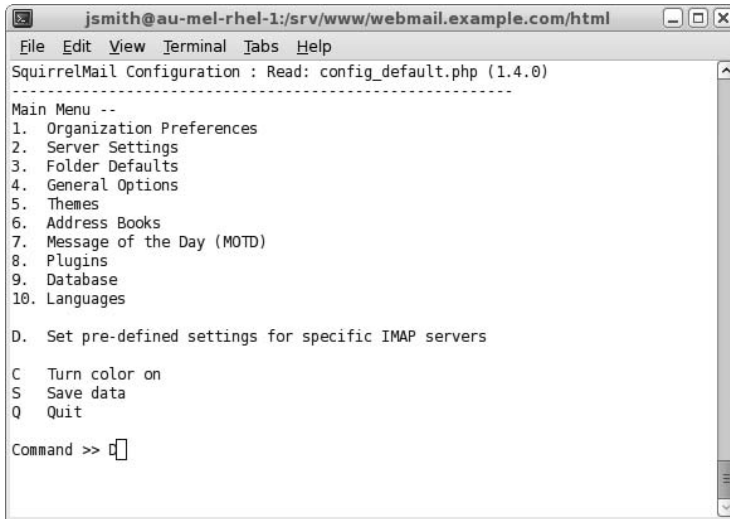 jsmith@au-mel-rhel-1:/srv/www/webmail.example.com/html
File Edit View Terminal Tabs Help
SquirrelMail Configuration : Read: config_default.php (1.4.0)
---------------------------------------------------------
Main Menu --
1. Organization Preferences
2. Server Settings
3. Folder Defaults
4. General Options
5. Themes
6. Address Books
7. Message of the Day (MOTD)
8. Plugins
9. Database
10. Languages
D. Set pre-defined settings for specific IMAP servers
C Turn color on
S Save data
Q Quit
Command >> D